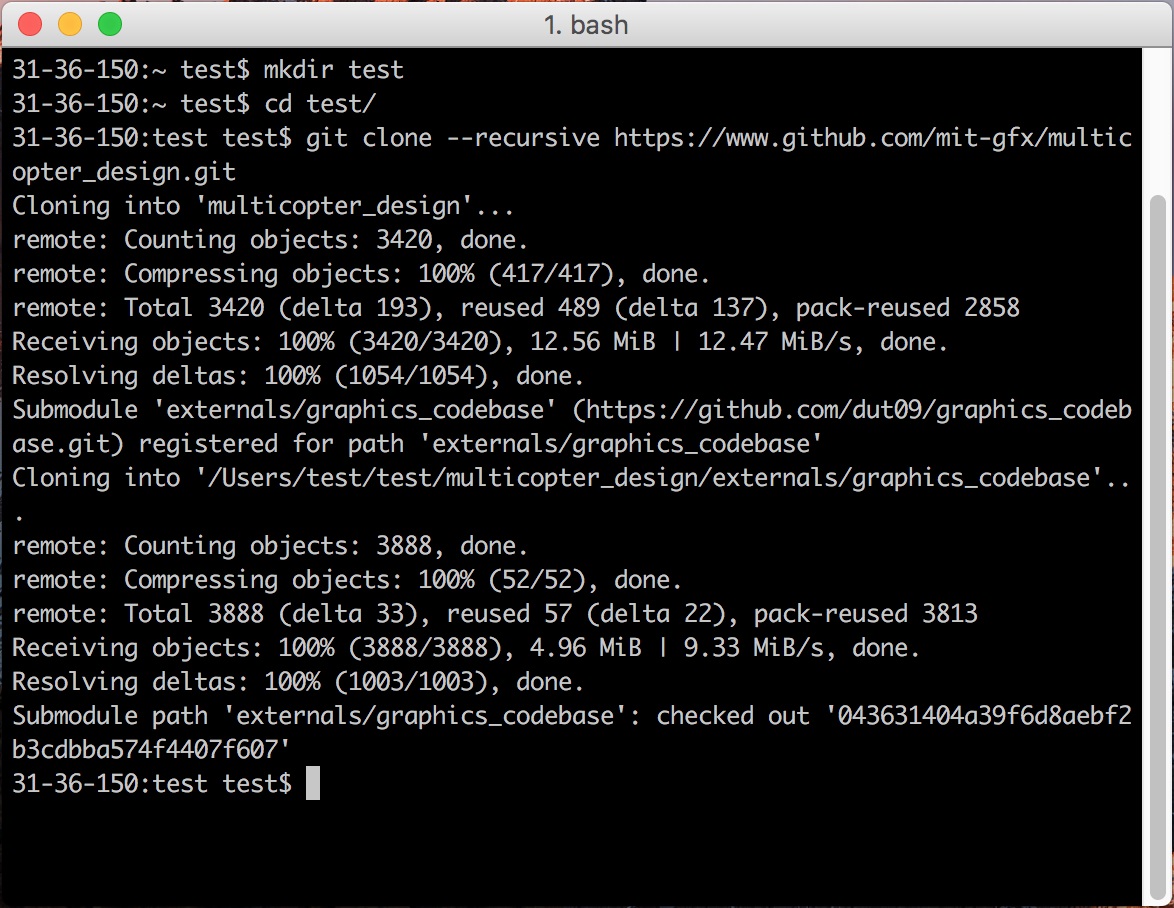 1. bash
31-36-150:~ test$ mkdir test
31-36-150:~ test$ cd test/
31-36-150:test test$ git clone --recursive https://www.github.com/mit-gfx/multic
opter_design.git
Cloning into 'multicopter_design'...
remote: Counting objects: 3420, done.
remote: Compressing objects: 100% (417/417), done.
remote: Total 3420 (delta 193), reused 489 (delta 137), pack-reused 2858
Receiving objects: 100% (3420/3420), 12.56 MiB | 12.47 MiB/s, done.
Resolving deltas: 100% (1054/1054), done.
Submodule 'externals/graphics_codebase' (https://github.com/dut09/graphics_codeb
ase.git) registered for path 'externals/graphics_codebase'
Cloning into '/Users/test/test/multicopter_design/externals/graphics_codebase'..
.
remote: Counting objects: 3888, done.
remote: Compressing objects: 100% (52/52), done.
remote: Total 3888 (delta 33), reused 57 (delta 22), pack-reused 3813
Receiving objects: 100% (3888/3888), 4.96 MiB | 9.33 MiB/s, done.
Resolving deltas: 100% (1003/1003), done.
Submodule path 'externals/graphics_codebase': checked out '043631404a39f6d8aebf2
b3cdbba574f4407f607'
31-36-150:test test$